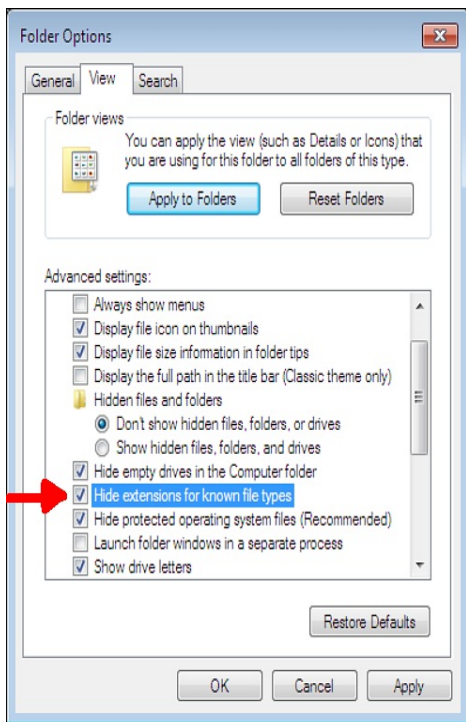 Folder Options
General View Search
Folder views
You can apply the view (such as Details or Icons) that
you are using for this folder to all folders of this type.
Apply to Folders Reset Folders
Advanced settings:
Always show menus
Display file icon on thumbnails
Display file size information in folder tips
Display the full path in the title bar (Classic theme only)
Hidden files and folders
Don't show hidden files, folders, or drives
Show hidden files, folders, and drives
Hide empty drives in the Computer folder
Hide extensions for known file types
Hide protected operating system files (Recommended)
Launch folder windows in a separate process
Show drive letters
Restore Defaults
OK Cancel Apply